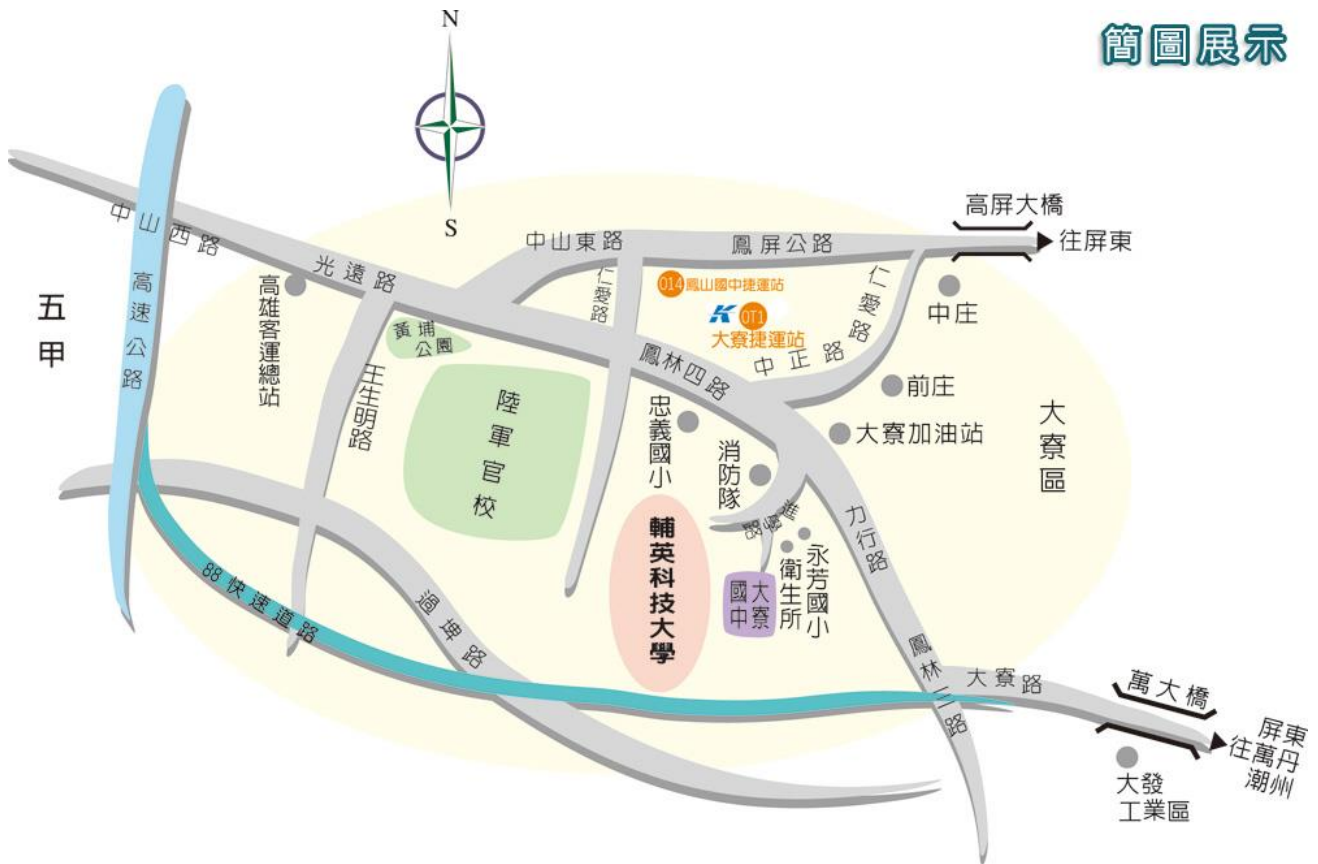 簡圖展示
N
S
高屏大橋
往屏東
中山西路
光遠路
中山東路
鳳屏公路
仁愛路
O14鳳山國中捷運站
K OT1
大寮捷運站
仁愛路
中庄
五甲
高速公路
高雄客運總站
黃埔
公園
王生明路
陸軍官校
鳳林四路
中正路
前庄
忠義國小
消防隊
大寮加油站
大寮區
進學路
力行路
輔英科技大學
大寮
國中
衛生所
永芳國小
88快速道路
過埤路
鳳林三路
大寮路
萬大橋
屏東
往萬丹
潮州
大發
工業區